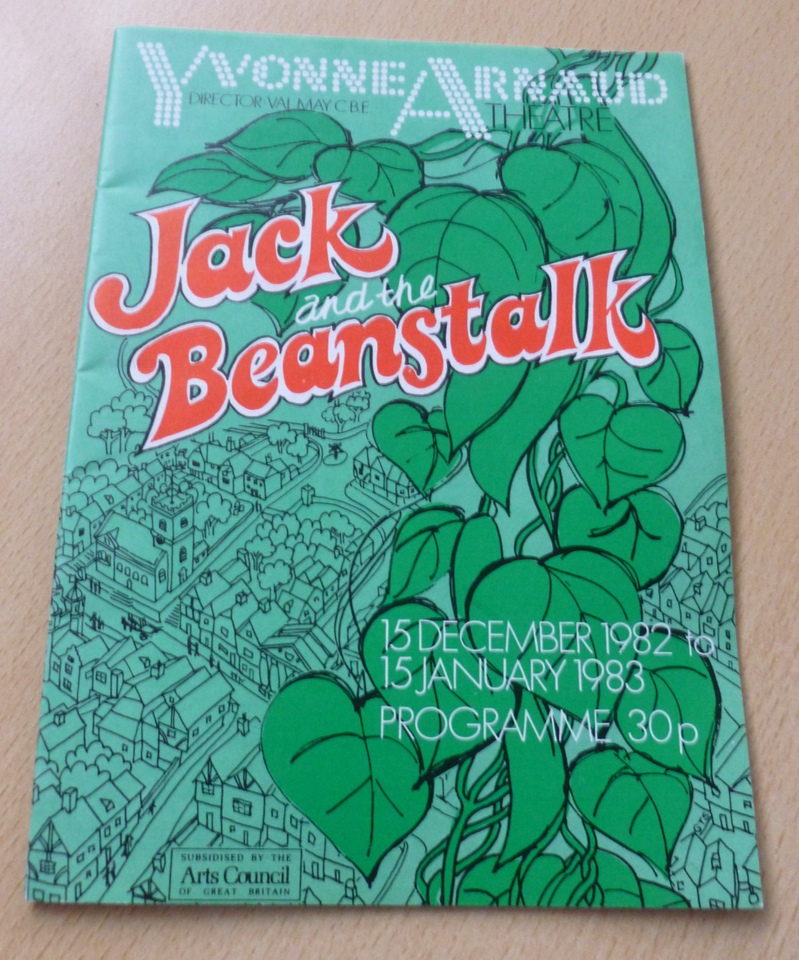 YVONNE ARNAUD
DIRECTOR VAL MAY C.B.E
THEATRE
Jack
and the
Beanstalk
15 DECEMBER 1982 to
15 JANUARY 1983
PROGRAMME 30p
SUBSIDISED BY THE
Arts Council
OF GREAT BRITAIN